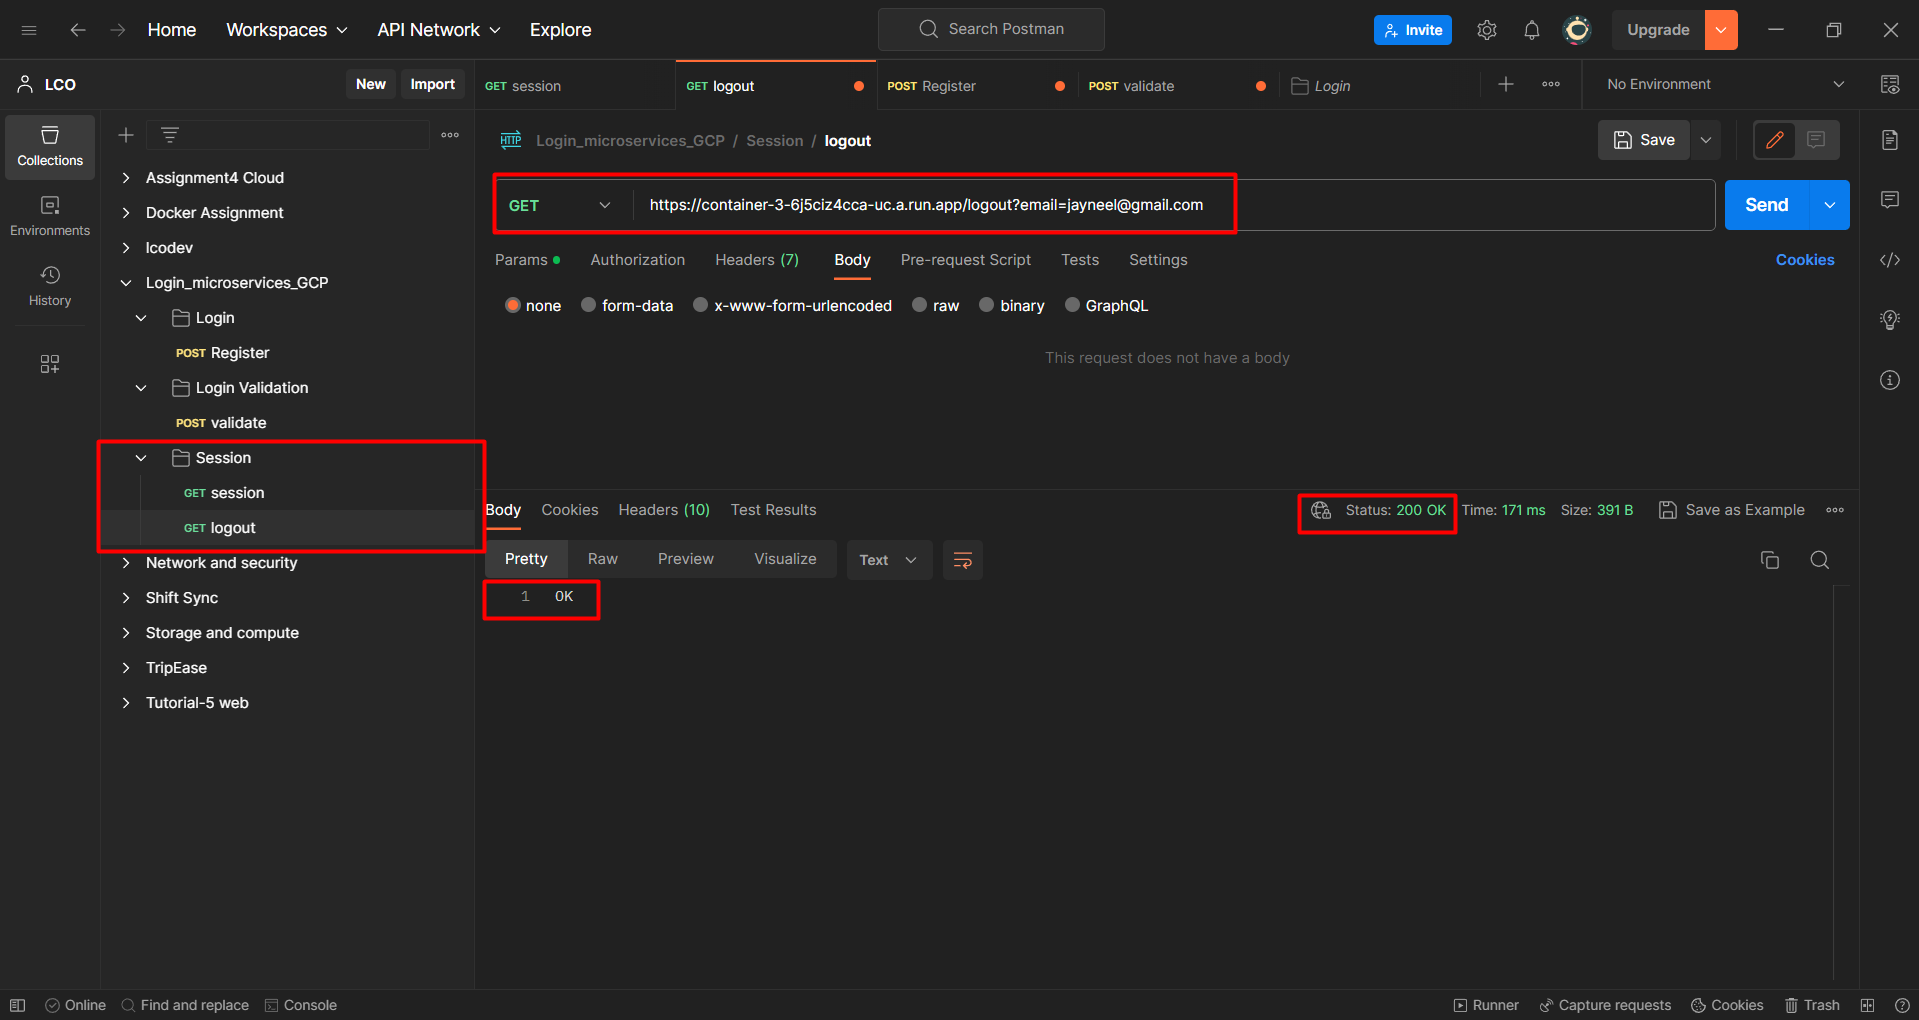 Home Workspaces API Network Explore Search Postman Invite Upgrade
LCO New Import GET session GET logout POST Register POST validate Login No Environment
Collections
Environments
History
Assignment4 Cloud
Docker Assignment
lcodev
Login_microservices_GCP
Login
POST Register
Login Validation
POST validate
Session
GET session
GET logout
Network and security
Shift Sync
Storage and compute
TripEase
Tutorial-5 web
HTTP Login_microservices_GCP / Session / logout Save
GET https://container-3-6j5ciz4cca-uc.a.run.app/logout?email=jayneel@gmail.com Send
Params Authorization Headers (7) Body Pre-request Script Tests Settings Cookies
none form-data x-www-form-urlencoded raw binary GraphQL
This request does not have a body
Body Cookies Headers (10) Test Results Status: 200 OK Time: 171 ms Size: 391 B Save as Example
Pretty Raw Preview Visualize Text
1 OK
Online Find and replace Console Runner Capture requests Cookies Trash